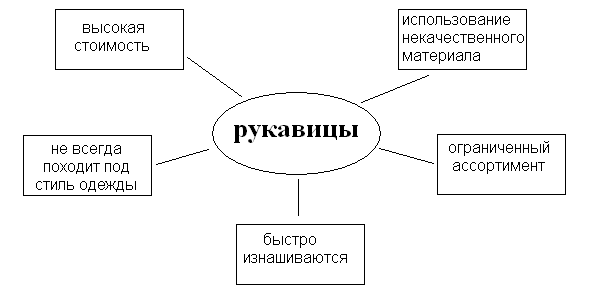 высокая
стоимость
использование
некачественного
материала
рукавицы
не всегда
походит под
стиль одежды
ограниченный
ассортимент
быстро
изнашиваются